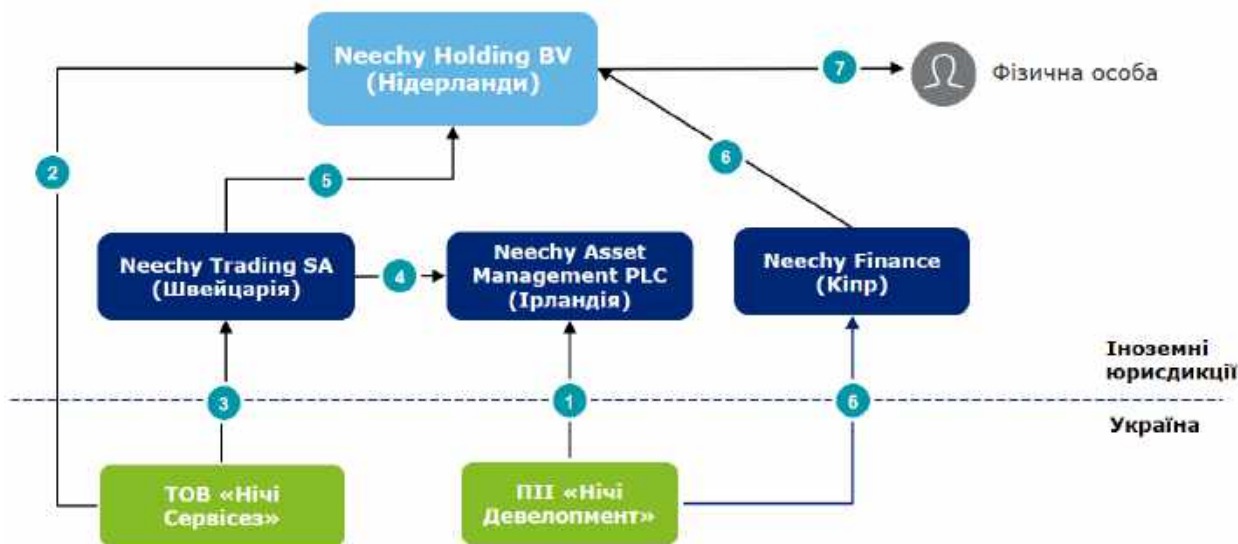 Neechy Holding BV
(Нідерланди)
7
Фізична особа
2
6
5
Neechy Trading SA
(Швейцарія)
4
Neechy Asset
Management PLC
(Ірландія)
Neechy Finance
(Кіпр)
Іноземні
юрисдикції
3
1
6
Україна
ТОВ «Нічі
Сервісез»
ПІІ «Нічі
Девелопмент»